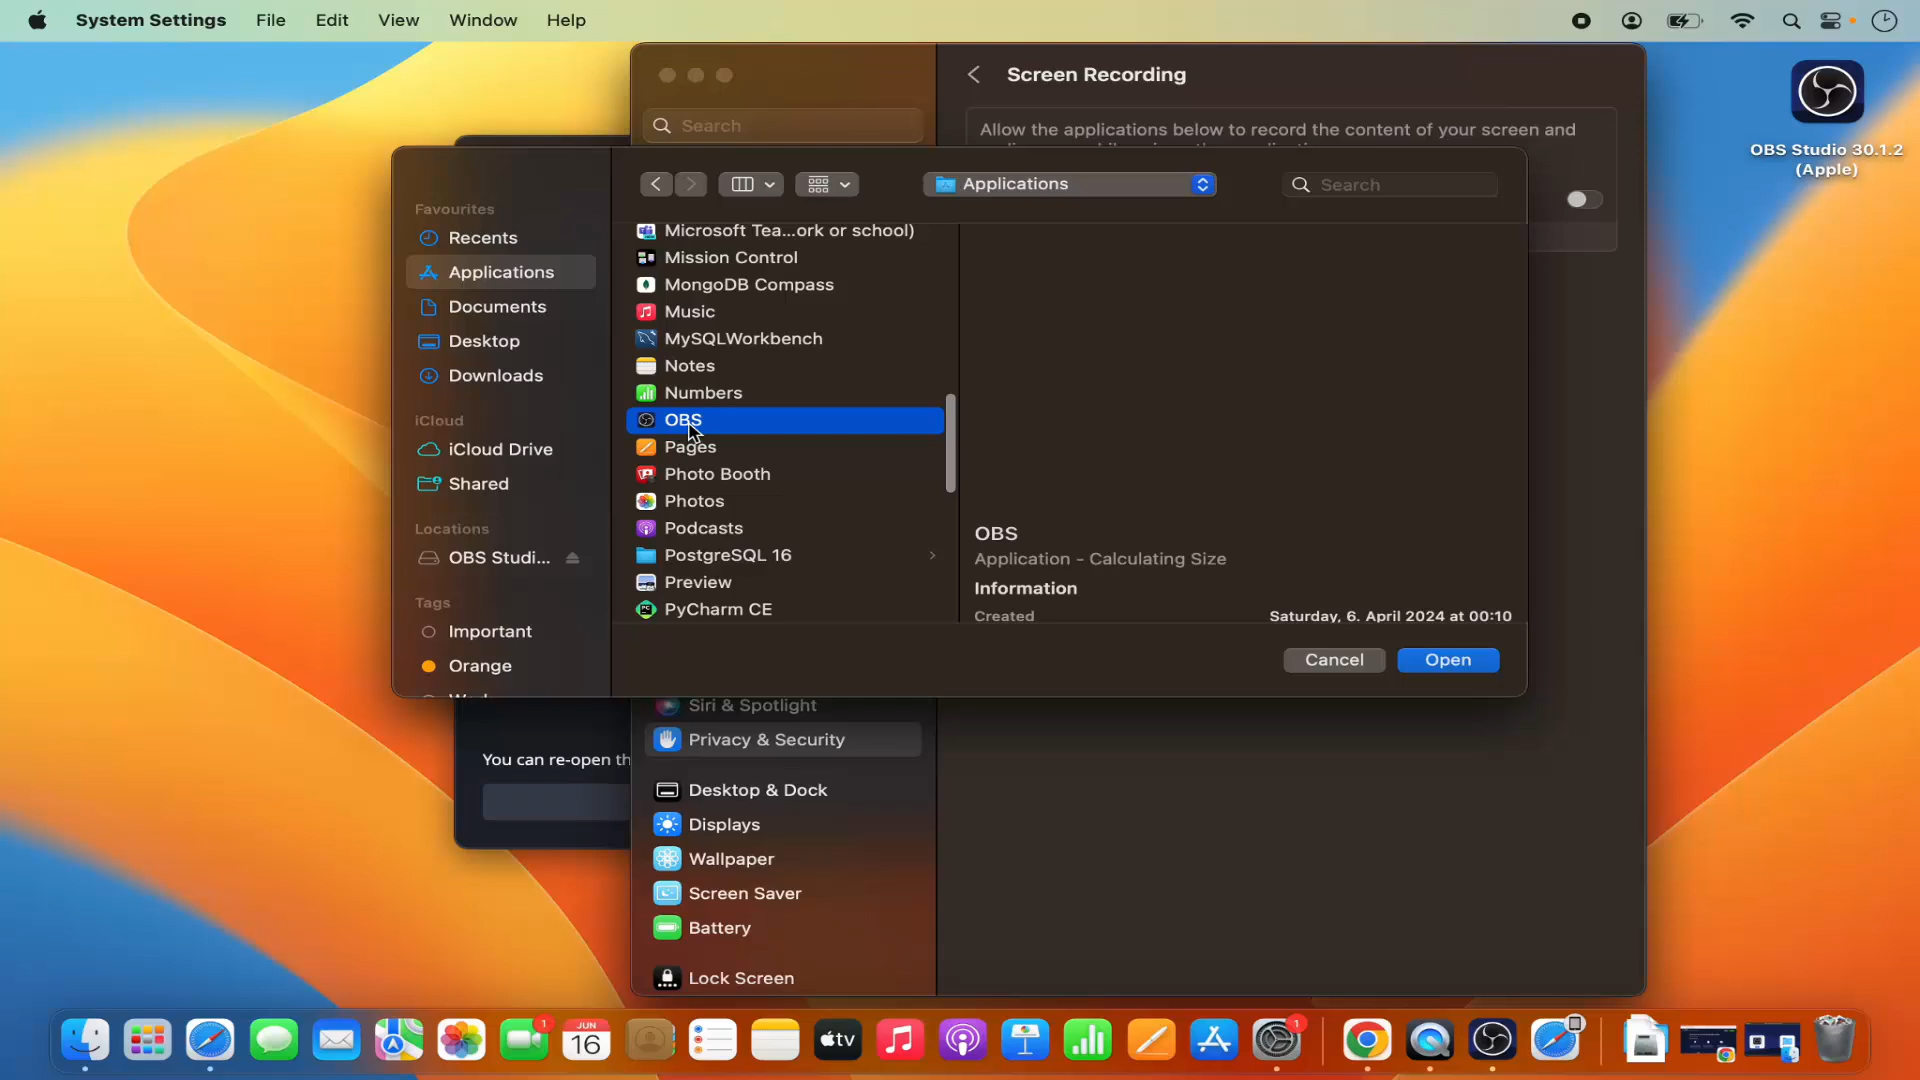 System Settings File Edit View Window Help
Screen Recording
Search
Allow the applications below to record the content of your screen and
OBS Studio 30.1.2
(Apple)
Applications
Search
Favourites
Recents
Applications
Documents
Desktop
Downloads
iCloud
iCloud Drive
Shared
Locations
OBS Studi...
Tags
Important
Orange
Microsoft Tea...ork or school)
Mission Control
MongoDB Compass
Music
MySQLWorkbench
Notes
Numbers
OBS
Pages
Photo Booth
Photos
Podcasts
PostgreSQL 16
Preview
PyCharm CE
OBS
Application - Calculating Size
Information
Created Saturday, 6. April 2024 at 00:10
Cancel Open
You can re-open th
Siri & Spotlight
Privacy & Security
Desktop & Dock
Displays
Wallpaper
Screen Saver
Battery
Lock Screen
1
JUN
16
tv
1